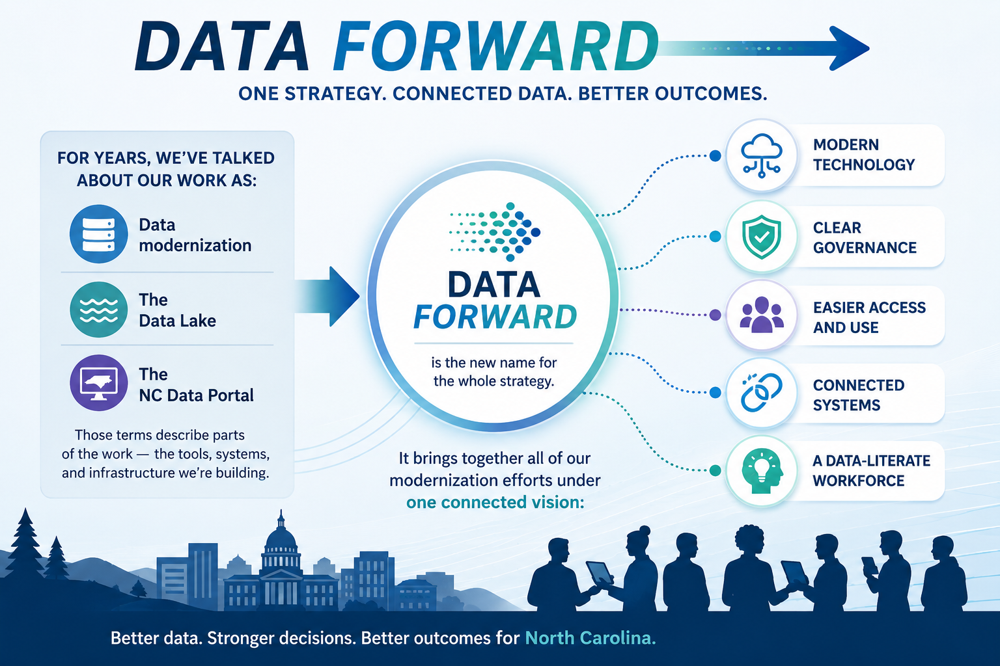 DATA FORWARD
ONE STRATEGY. CONNECTED DATA. BETTER OUTCOMES.
FOR YEARS, WE'VE TALKED
ABOUT OUR WORK AS:
Data
modernization
The
Data Lake
The
NC Data Portal
Those terms describe parts
of the work — the tools, systems,
and infrastructure we're building.
DATA
FORWARD
is the new name for
the whole strategy.
It brings together all of our
modernization efforts under
one connected vision:
MODERN
TECHNOLOGY
CLEAR
GOVERNANCE
EASIER ACCESS
AND USE
CONNECTED
SYSTEMS
A DATA-LITERATE
WORKFORCE
Better data. Stronger decisions. Better outcomes for North Carolina.